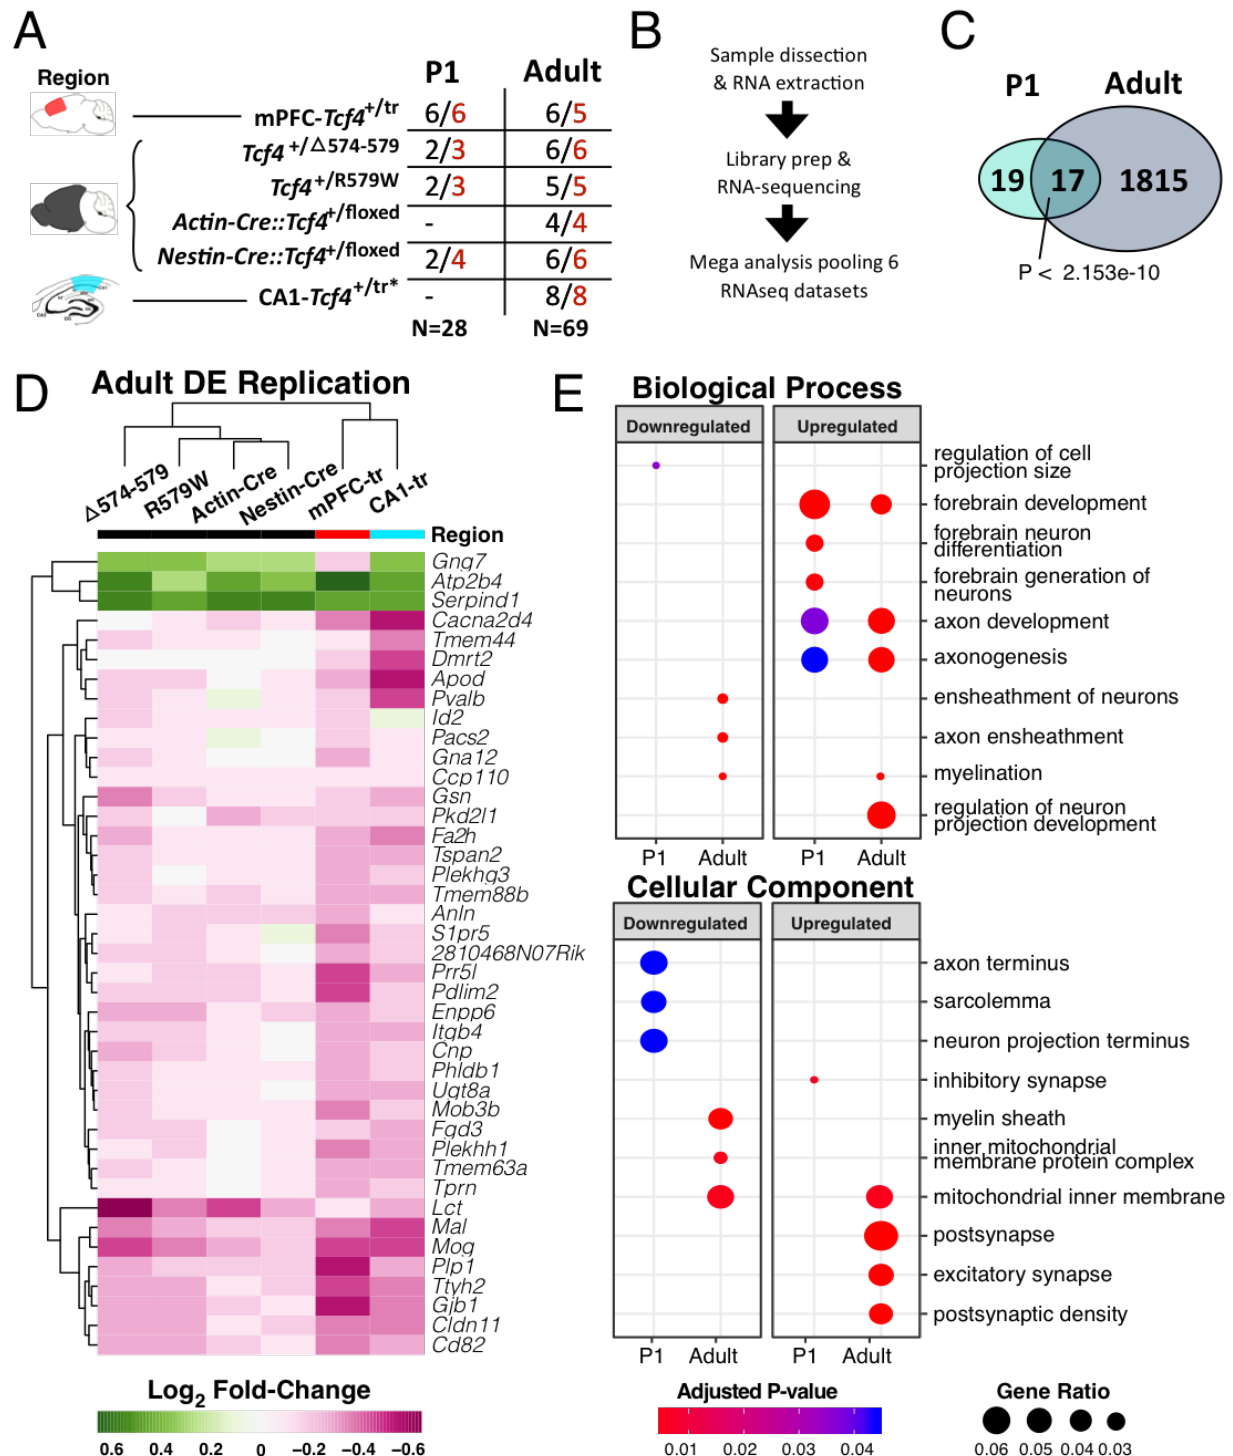 A
Region
P1 Adult
mPFC-Tcf4+/tr 6/6 6/5
Tcf4+/△574-579 2/3 6/6
Tcf4+/R579W 2/3 5/5
Actin-Cre::Tcf4+/floxed - 4/4
Nestin-Cre::Tcf4+/floxed 2/4 6/6
CA1-Tcf4+/tr* - 8/8
N=28 N=69
B
Sample dissection
& RNA extraction
Library prep &
RNA-sequencing
Mega analysis pooling 6
RNAseq datasets
C
P1 Adult
19 17 1815
P < 2.153e-10
D
Adult DE Replication
△574-579 R579W Actin-Cre Nestin-Cre mPFC-tr CA1-tr
Region
Gng7
Atp2b4
Serpind1
Cacna2d4
Tmem44
Dmrt2
Apod
Pvalb
Id2
Pacs2
Gna12
Ccp110
Gsn
Pkd2l1
Fa2h
Tspan2
Plekhg3
Tmem88b
Anln
S1pr5
2810468N07Rik
Prr5l
Pdlim2
Enpp6
Itgb4
Cnp
Phldb1
Ugt8a
Mob3b
Fgd3
Plekhh1
Tmem63a
Tprn
Lct
Mal
Mog
Plp1
Ttyh2
Gjb1
Cldn11
Cd82
Log2 Fold-Change
0.6 0.4 0.2 0 −0.2 −0.4 −0.6
E
Biological Process
Downregulated Upregulated
regulation of cell
projection size
forebrain development
forebrain neuron
differentiation
forebrain generation of
neurons
axon development
axonogenesis
ensheathment of neurons
axon ensheathment
myelination
regulation of neuron
projection development
P1 Adult P1 Adult
Cellular Component
Downregulated Upregulated
axon terminus
sarcolemma
neuron projection terminus
inhibitory synapse
myelin sheath
inner mitochondrial
membrane protein complex
mitochondrial inner membrane
postsynapse
excitatory synapse
postsynaptic density
P1 Adult P1 Adult
Adjusted P-value
0.01 0.02 0.03 0.04
Gene Ratio
0.06 0.05 0.04 0.03